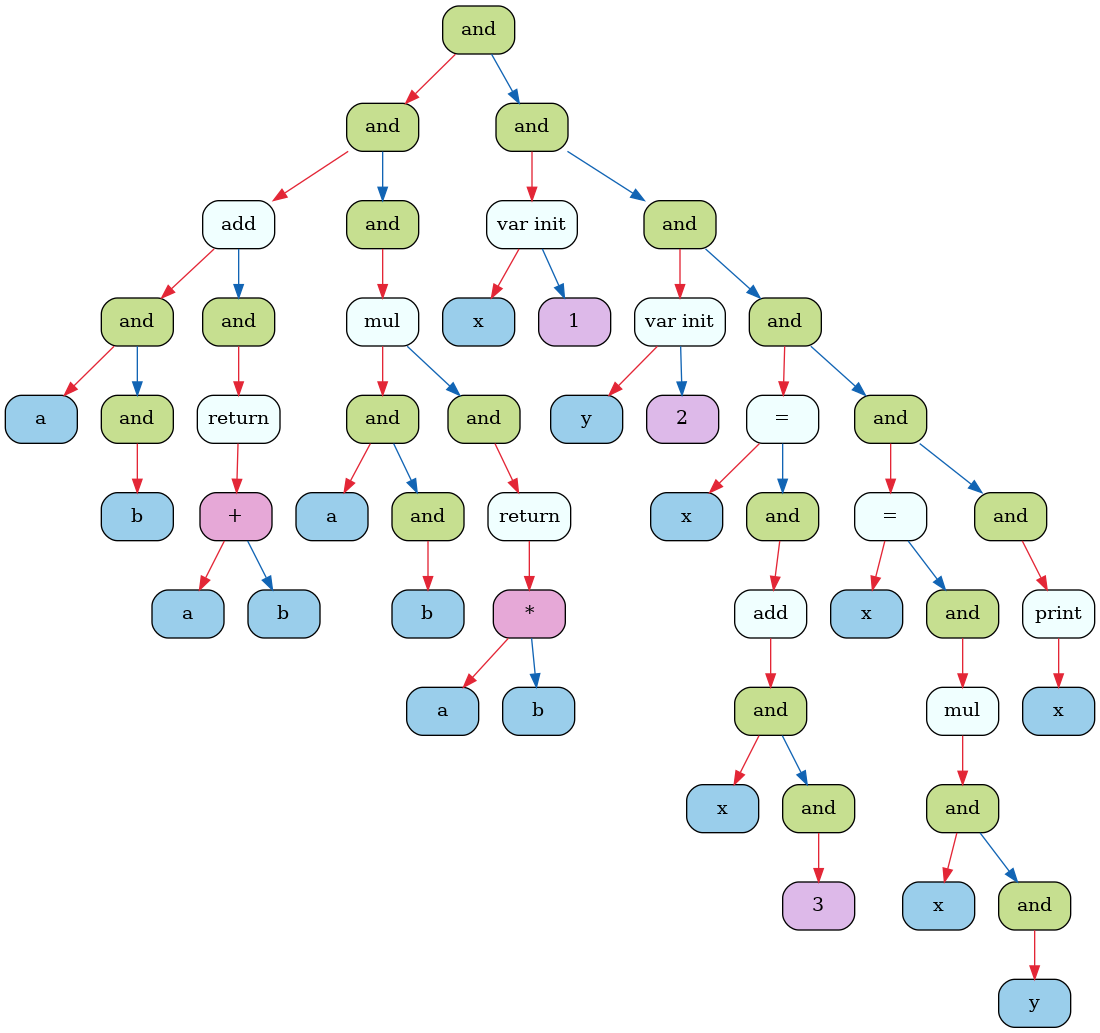 and
and and
add and var init and
and and mul x 1 var init and
a and return and and y 2 = and
b + a and return x and = and
a b b * add x and print
a b and mul x
x and and
3 x and
y